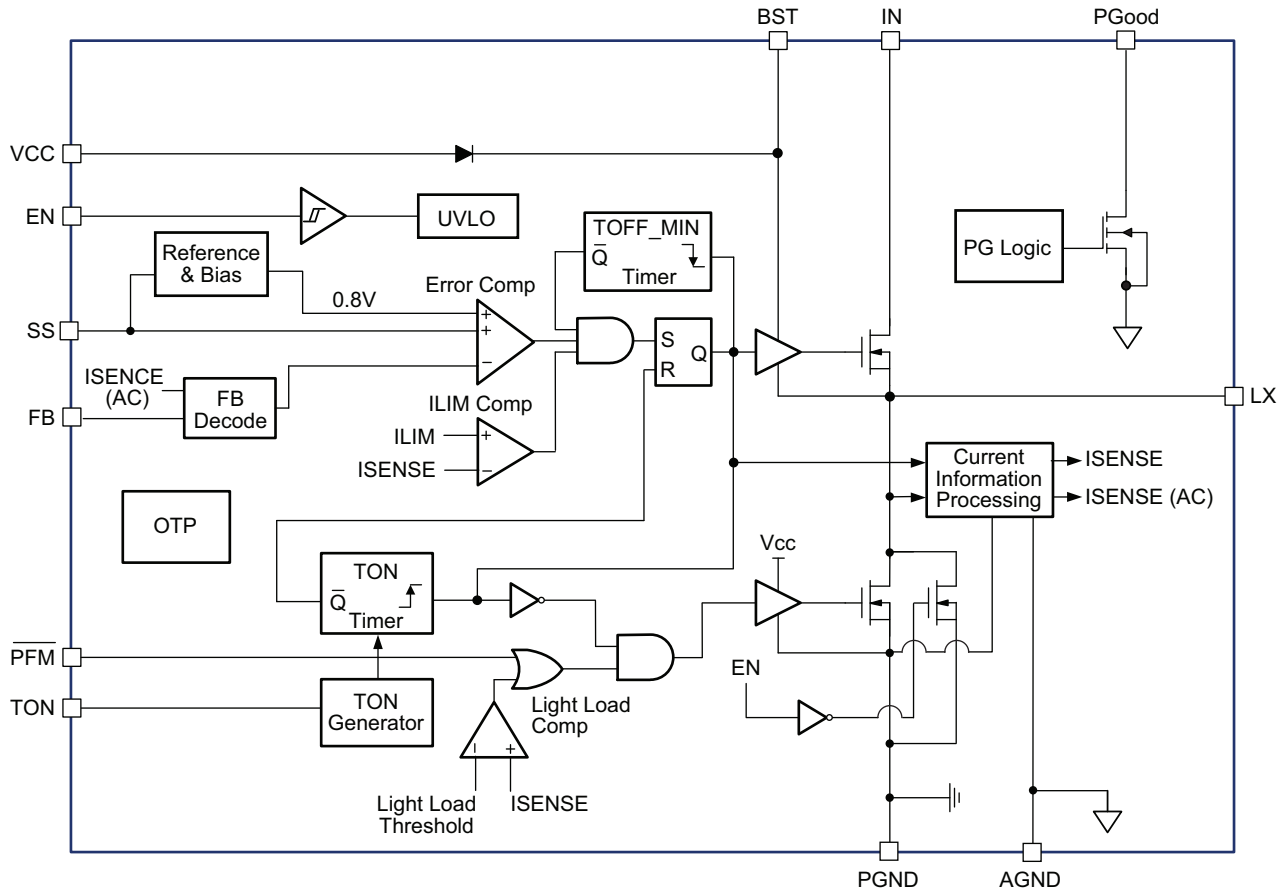 BST
IN
PGood
VCC
EN
UVLO
TOFF_MIN
Q̅
Timer
PG Logic
Reference
& Bias
0.8V
Error Comp
+
+
−
SS
S
R
Q
ISENCE
(AC)
FB
FB
Decode
ILIM Comp
ILIM
+
ISENSE
−
LX
Current
Information
Processing
ISENSE
ISENSE (AC)
OTP
Vcc
TON
Q̅
Timer
P̅F̅M̅
TON
TON
Generator
Light Load
Comp
−
+
Light Load
Threshold
ISENSE
EN
PGND
AGND